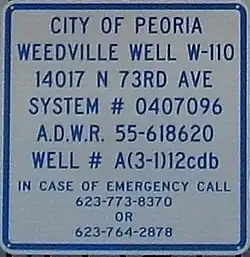 CITY OF PEORIA
WEEDVILLE WELL W-110
14017 N 73RD AVE
SYSTEM # 0407096
A.D.W.R. 55-618620
WELL # A(3-1)12cdb
IN CASE OF EMERGENCY CALL
623-773-8370
OR
623-764-2878